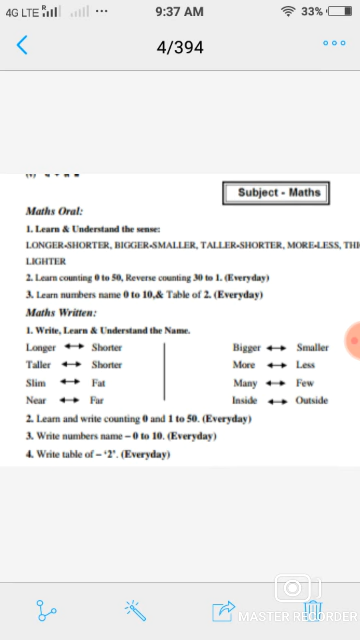 4G LTE R 9:37 AM 33%
4/394
Subject - Maths
Maths Oral:
1. Learn & Understand the sense:
LONGER-SHORTER, BIGGER-SMALLER, TALLER-SHORTER, MORE-LESS,
LIGHTER
2. Learn counting 0 to 50, Reverse counting 30 to 1. (Everyday)
3. Learn numbers name 0 to 10,& Table of 2. (Everyday)
Maths Written:
1. Write, Learn & Understand the Name.
Longer ↔ Shorter Bigger ↔ Smaller
Taller ↔ Shorter More ↔ Less
Slim ↔ Fat Many ↔ Few
Near ↔ Far Inside ↔ Outside
2. Learn and write counting 0 and 1 to 50. (Everyday)
3. Write numbers name – 0 to 10. (Everyday)
4. Write table of – ‘2’. (Everyday)
MASTER RECORDER